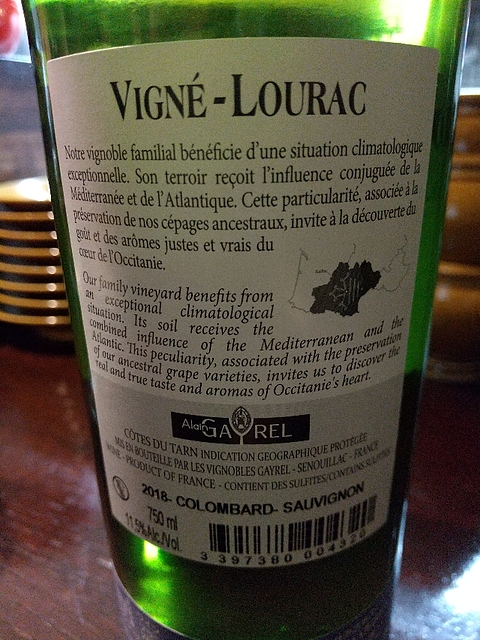 VIGNÉ-LOURAC
Notre vignoble familial bénéficie d'une situation climatologique
exceptionnelle. Son terroir reçoit l'influence conjuguée de la
Méditerranée et de l'Atlantique. Cette particularité, associée à la
préservation de nos cépages ancestraux, invite à la découverte du
goût et des arômes justes et vrais du
cœur de l'Occitanie.
Our family vineyard benefits from
an exceptional climatological
situation. Its soil receives the
combined influence of the Mediterranean and the
Atlantic. This peculiarity, associated with the preservation
of our ancestral grape varieties, invites us to discover the
real and true taste and aromas of Occitanie's heart.
Alain GAYREL
CÔTES DU TARN INDICATION GEOGRAPHIQUE PROTÉGÉE
MIS EN BOUTEILLE PAR LES VIGNOBLES GAYREL - SENOUILLAC - FRANCE
WINE - PRODUCT OF FRANCE - CONTIENT DES SULFITES/CONTAINS SULFITES
2018- COLOMBARD- SAUVIGNON
750 ml
11.5% Alc./Vol.
3 397380 004320